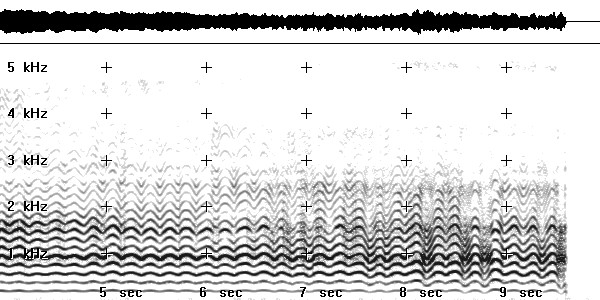 5 kHz
4 kHz
3 kHz
2 kHz
1 kHz
5 sec 6 sec 7 sec 8 sec 9 sec